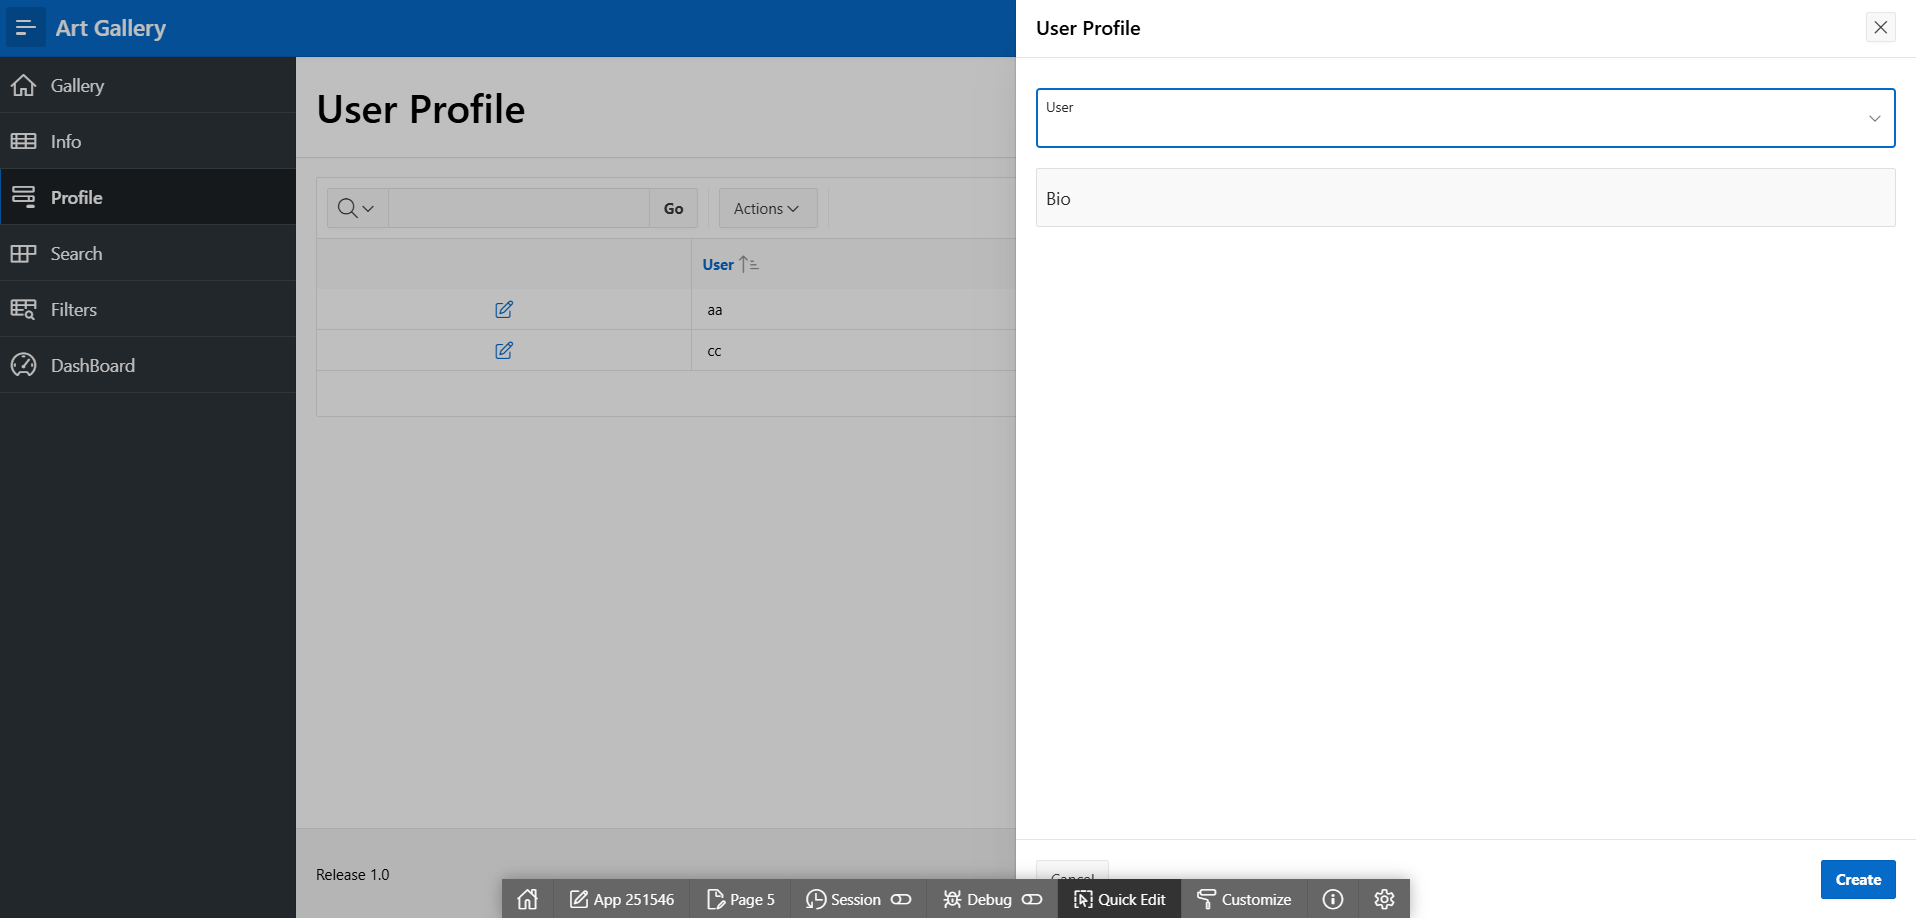 Art Gallery
Gallery
Info
Profile
Search
Filters
DashBoard
User Profile
Go
Actions
User
aa
cc
Release 1.0
User Profile
User
Bio
Cancel
Create
App 251546
Page 5
Session
Debug
Quick Edit
Customize